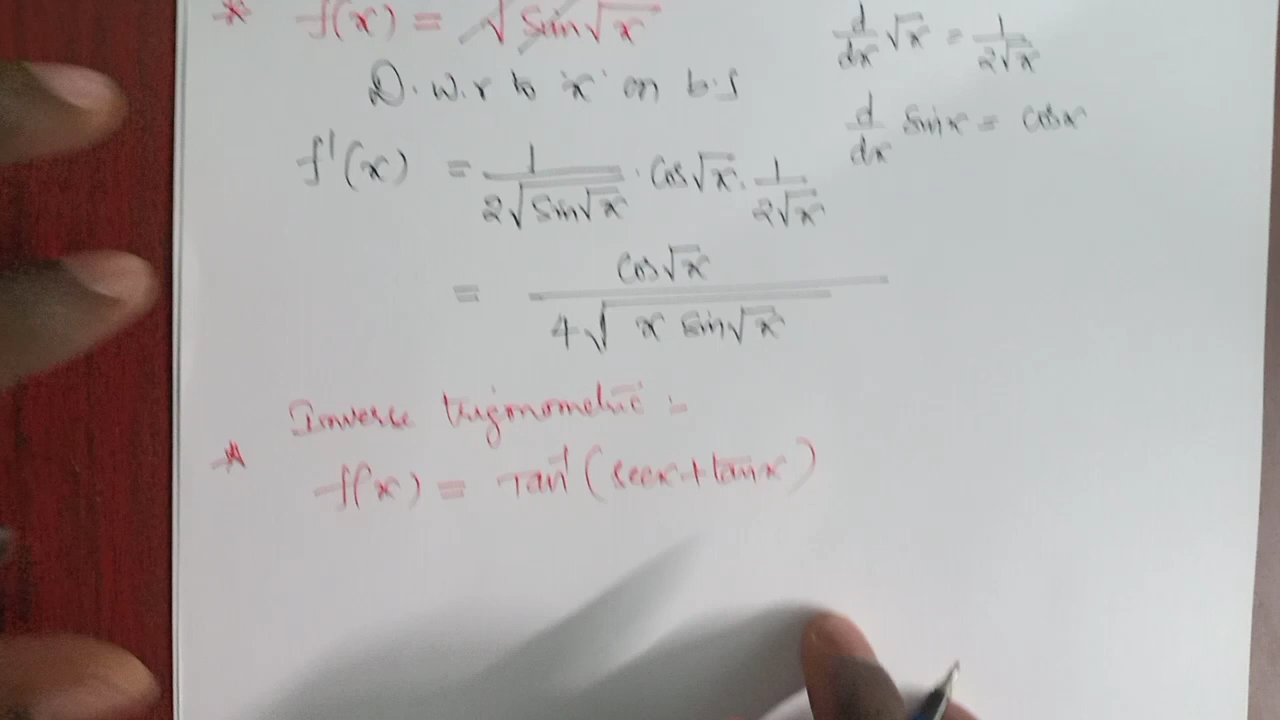 * f(x) = √Sin√x
d/dx √x = 1/2√x
D. w. r to 'x' on b.s
d/dx Sinx = cosx
f'(x) = 1/2√Sin√x . Cos√x . 1/2√x
= Cos√x / 4√x sin√x
Inverse trigonometric :-
* f(x) = Tan⁻¹(secx+tanx)